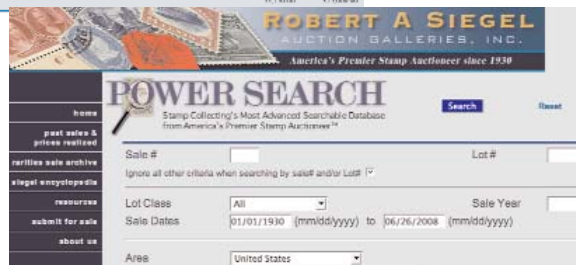 ROBERT A SIEGEL
AUCTION GALLERIES, INC.
America's Premier Stamp Auctioneer since 1930
POWER SEARCH
Stamp Collecting's Most Advanced Searchable Database
from America's Premier Stamp Auctioneer™
Search
Reset
home
past sales &
prices realized
rarities sale archive
siegel encyclopedia
resources
submit for sale
about us
Sale #
Lot #
Ignore all other criteria when searching by sale# and/or Lot#
Lot Class
All
Sale Year
Sale Dates
01/01/1930 (mm/dd/yyyy) to 06/26/2008 (mm/dd/yyyy)
Area
United States